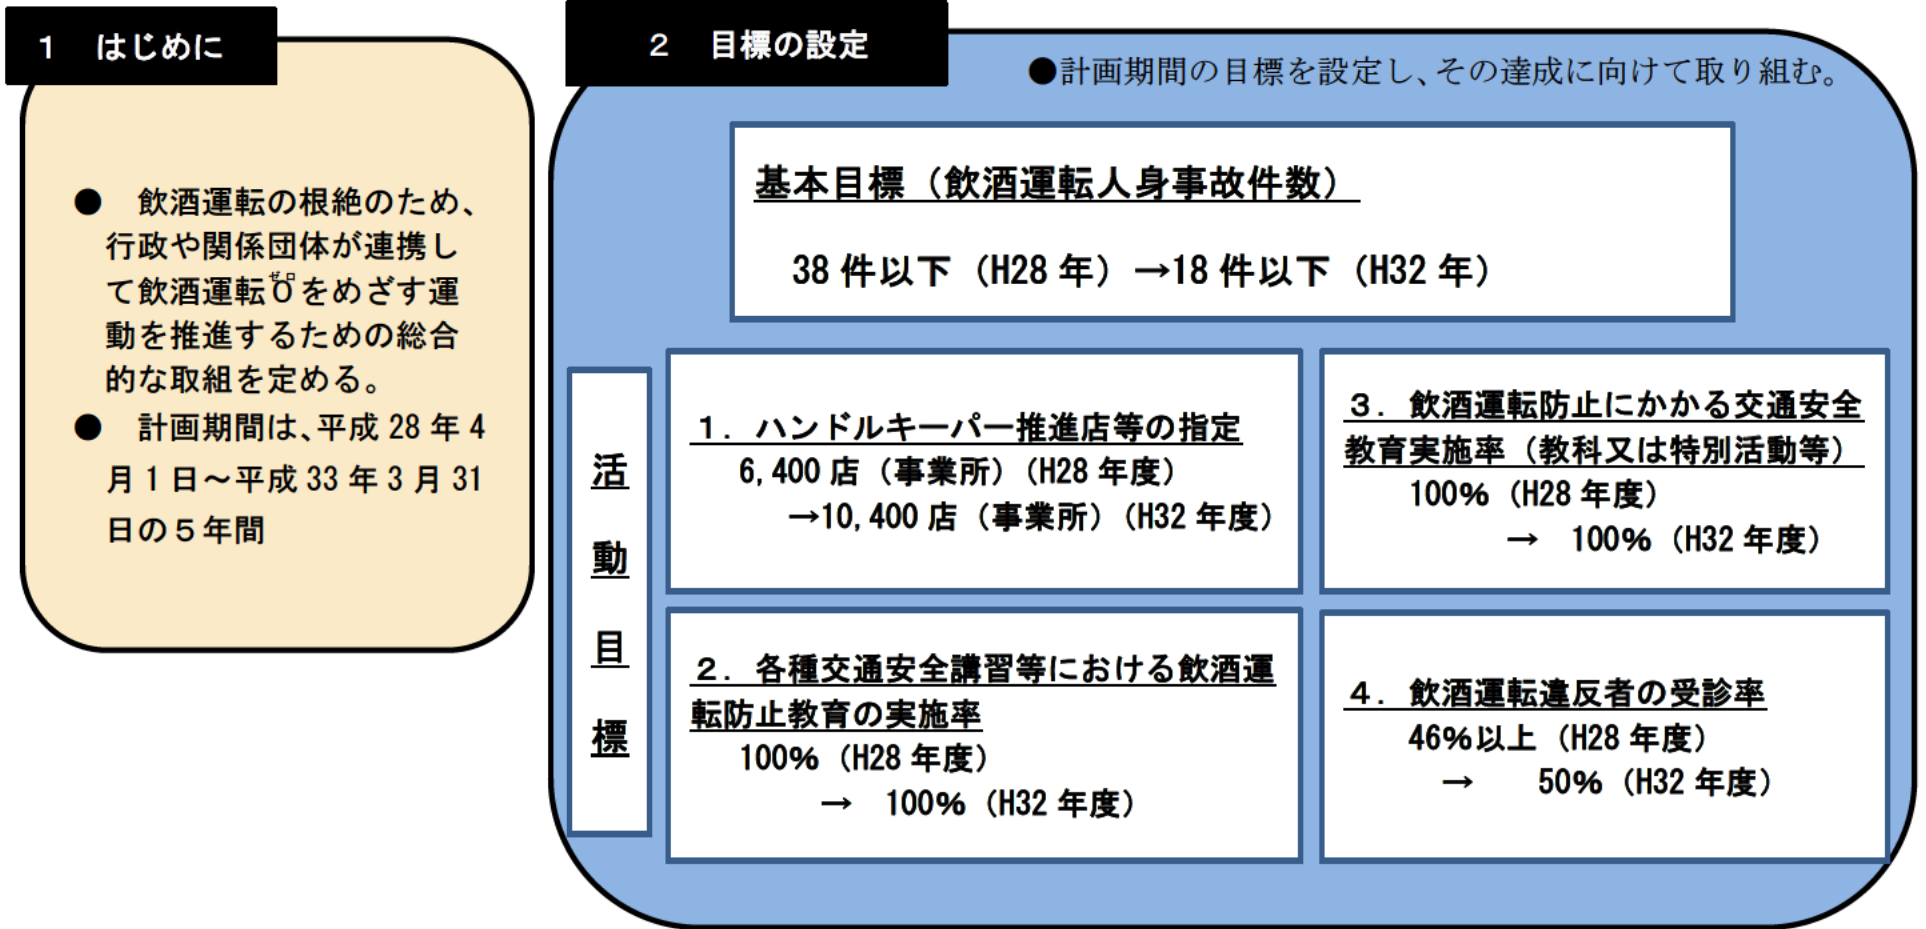 １　はじめに
●　飲酒運転の根絶のため、
行政や関係団体が連携し
て飲酒運転０ゼロをめざす運
動を推進するための総合
的な取組を定める。
●　計画期間は、平成 28 年 4
月 1 日～平成 33 年 3 月 31
日の５年間
２　目標の設定
●計画期間の目標を設定し、その達成に向けて取り組む。
基本目標（飲酒運転人身事故件数）
38 件以下（H28 年）→18 件以下（H32 年）
活
動
目
標
１．ハンドルキーパー推進店等の指定
6,400 店（事業所）（H28 年度）
→10,400 店（事業所）（H32 年度）
２．各種交通安全講習等における飲酒運
転防止教育の実施率
100%（H28 年度）
→　100%（H32 年度）
３．飲酒運転防止にかかる交通安全
教育実施率（教科又は特別活動等）
100%（H28 年度）
→　100%（H32 年度）
４．飲酒運転違反者の受診率
46%以上（H28 年度）
→　50%（H32 年度）